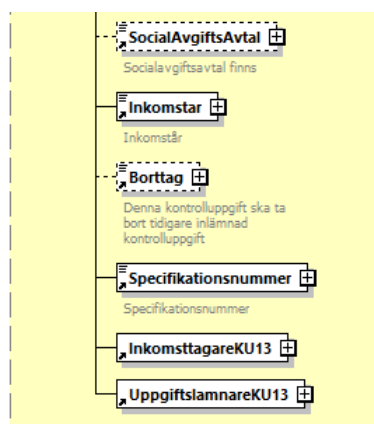 SocialAvgiftsAvtal
Socialavgiftsavtal finns
Inkomstar
Inkomstår
Borttag
Denna kontrolluppgift ska ta
bort tidigare inlämnad
kontrolluppgift
Specifikationsnummer
Specifikationsnummer
InkomsttagareKU13
UppgiftslamnareKU13